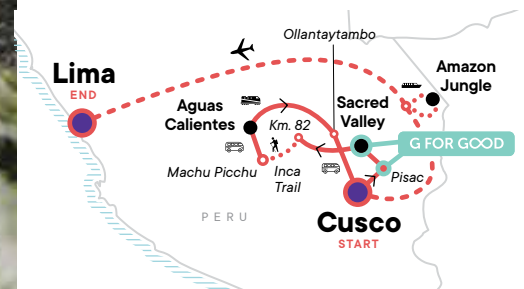 Ollantaytambo
Lima
END
Amazon
Jungle
Aguas
Calientes
Sacred
Valley
Km. 82
G FOR GOOD
Machu Picchu
Inca
Trail
Pisac
PERU
Cusco
START